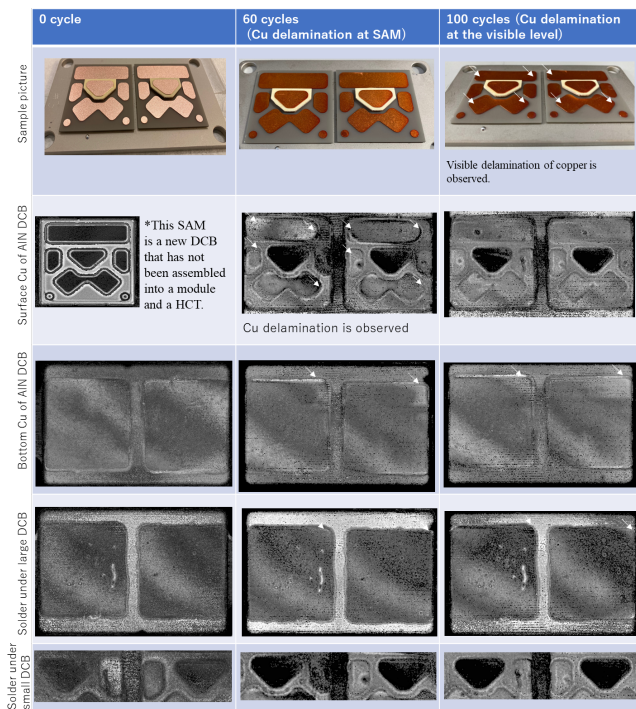 0 cycle
60 cycles
(Cu delamination at SAM)
100 cycles (Cu delamination
at the visible level)
Sample picture
Visible delamination of copper is
observed.
Surface Cu of AlN DCB
*This SAM
is a new DCB
that has not
been assembled
into a module
and a HCT.
Cu delamination is observed
Bottom Cu of AlN DCB
Solder under large DCB
Solder under
small DCB